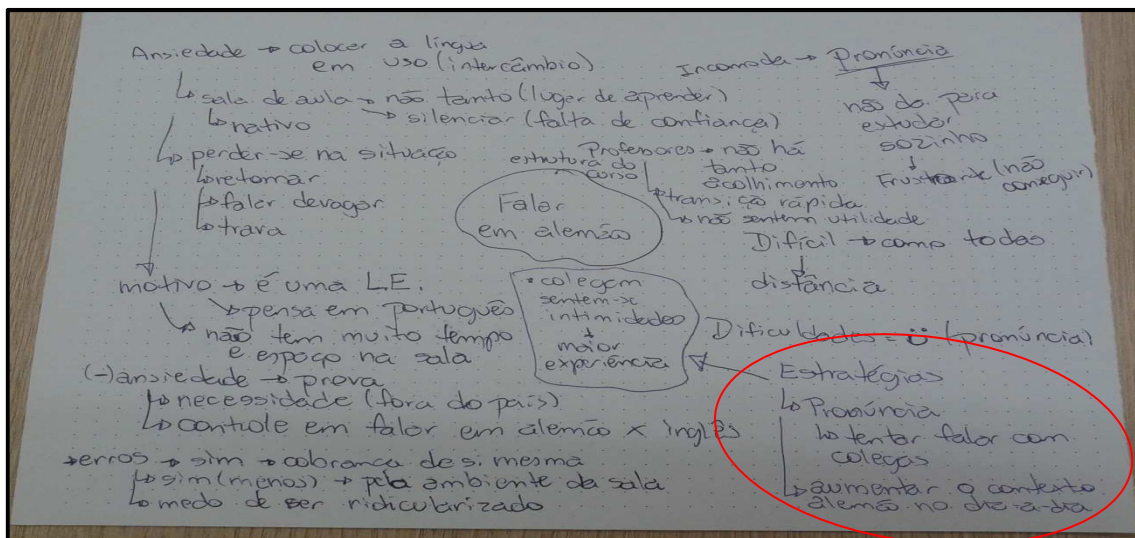 Ansiedade → colocar a língua
em uso (intercâmbio)
↳ sala de aula → não tanto (lugar de aprender)
↳ nativo
↘ silenciar (falta de confiança)
↳ perder-se na situação
↳ retomar
↳ falar devagar
↳ trava
motivo → é uma L.E.
↘ pensa em português
↘ não tem muito tempo
e espaço na sala
(-) ansiedade → prova
↳ necessidade (fora do país)
↳ controle em falar em alemão x inglês
→ erros → sim → cobrança de si mesma
↳ sim (menos) → pelo ambiente da sala
↳ medo de ser ridicularizado
Falar
em alemão
estrutura do
curso
Professores → não há
tanto
acolhimento
↳ transição rápida
↳ não sentem utilidade
• colegam
sentem-se
intimidados
↓
maior
experiência
Incomoda → Pronúncia
↓
não dá para
estudar
sozinho
↓
Frustrante (não
conseguir)
Difícil → como todas
↓
distância
Dificuldades = (pronúncia)
Estratégias
↳ Pronúncia
↳ tentar falar com
colegas
↳ aumentar o contexto
alemão no dia-a-dia